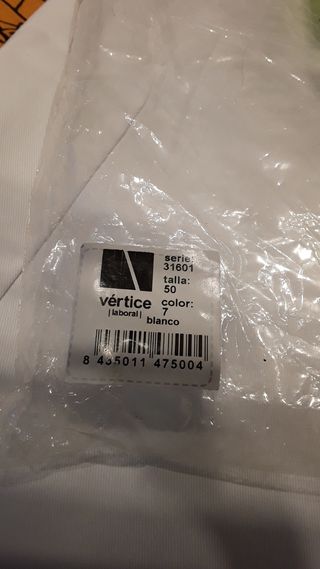 serie:
31601
talla:
50
vértice color:
| laboral | 7
blanco
8 435011 475004